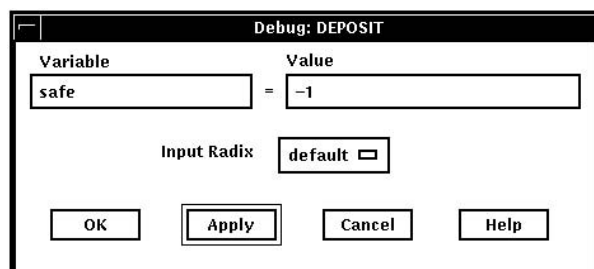 Debug: DEPOSIT
Variable Value
safe = −1
Input Radix default
OK Apply Cancel Help